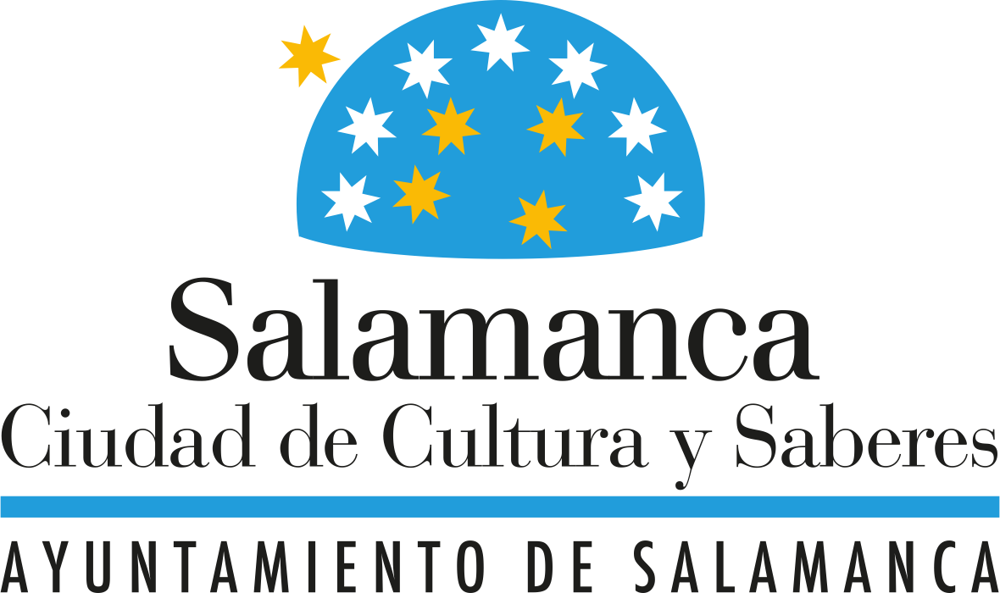 Salamanca
Ciudad de Cultura y Saberes
AYUNTAMIENTO DE SALAMANCA